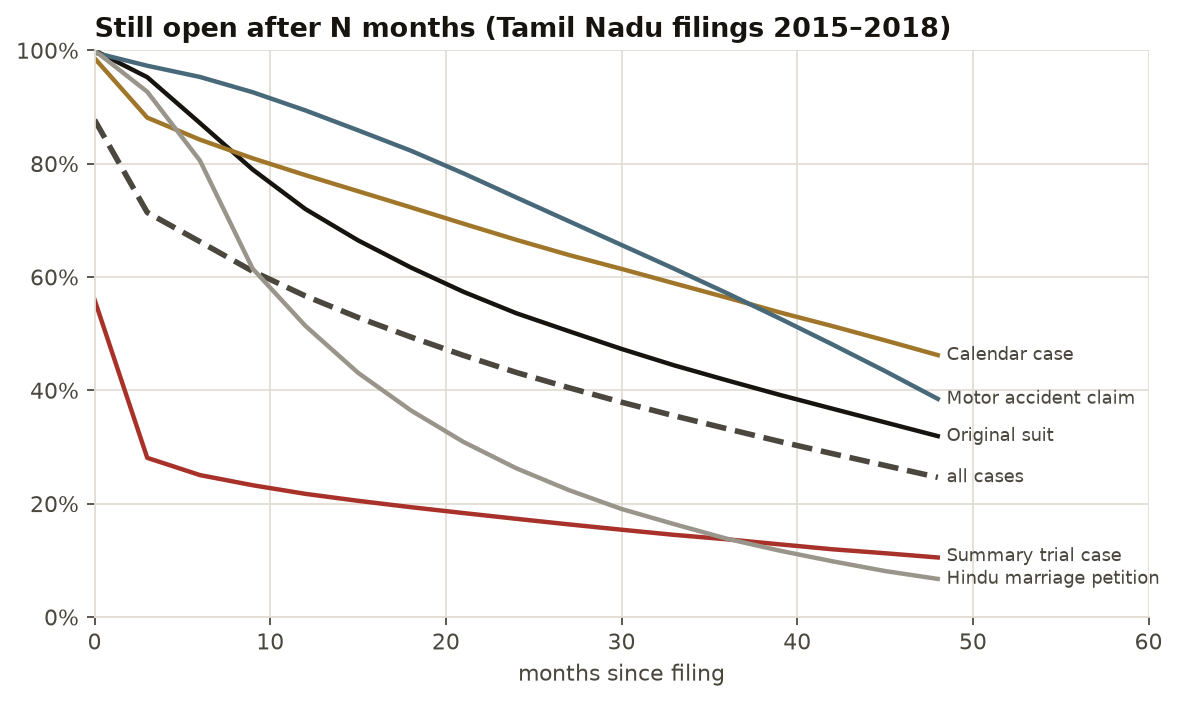 Still open after N months (Tamil Nadu filings 2015–2018)
100%
80%
60%
40%
20%
0%
Calendar case
Motor accident claim
Original suit
all cases
Summary trial case
Hindu marriage petition
0 10 20 30 40 50 60
months since filing